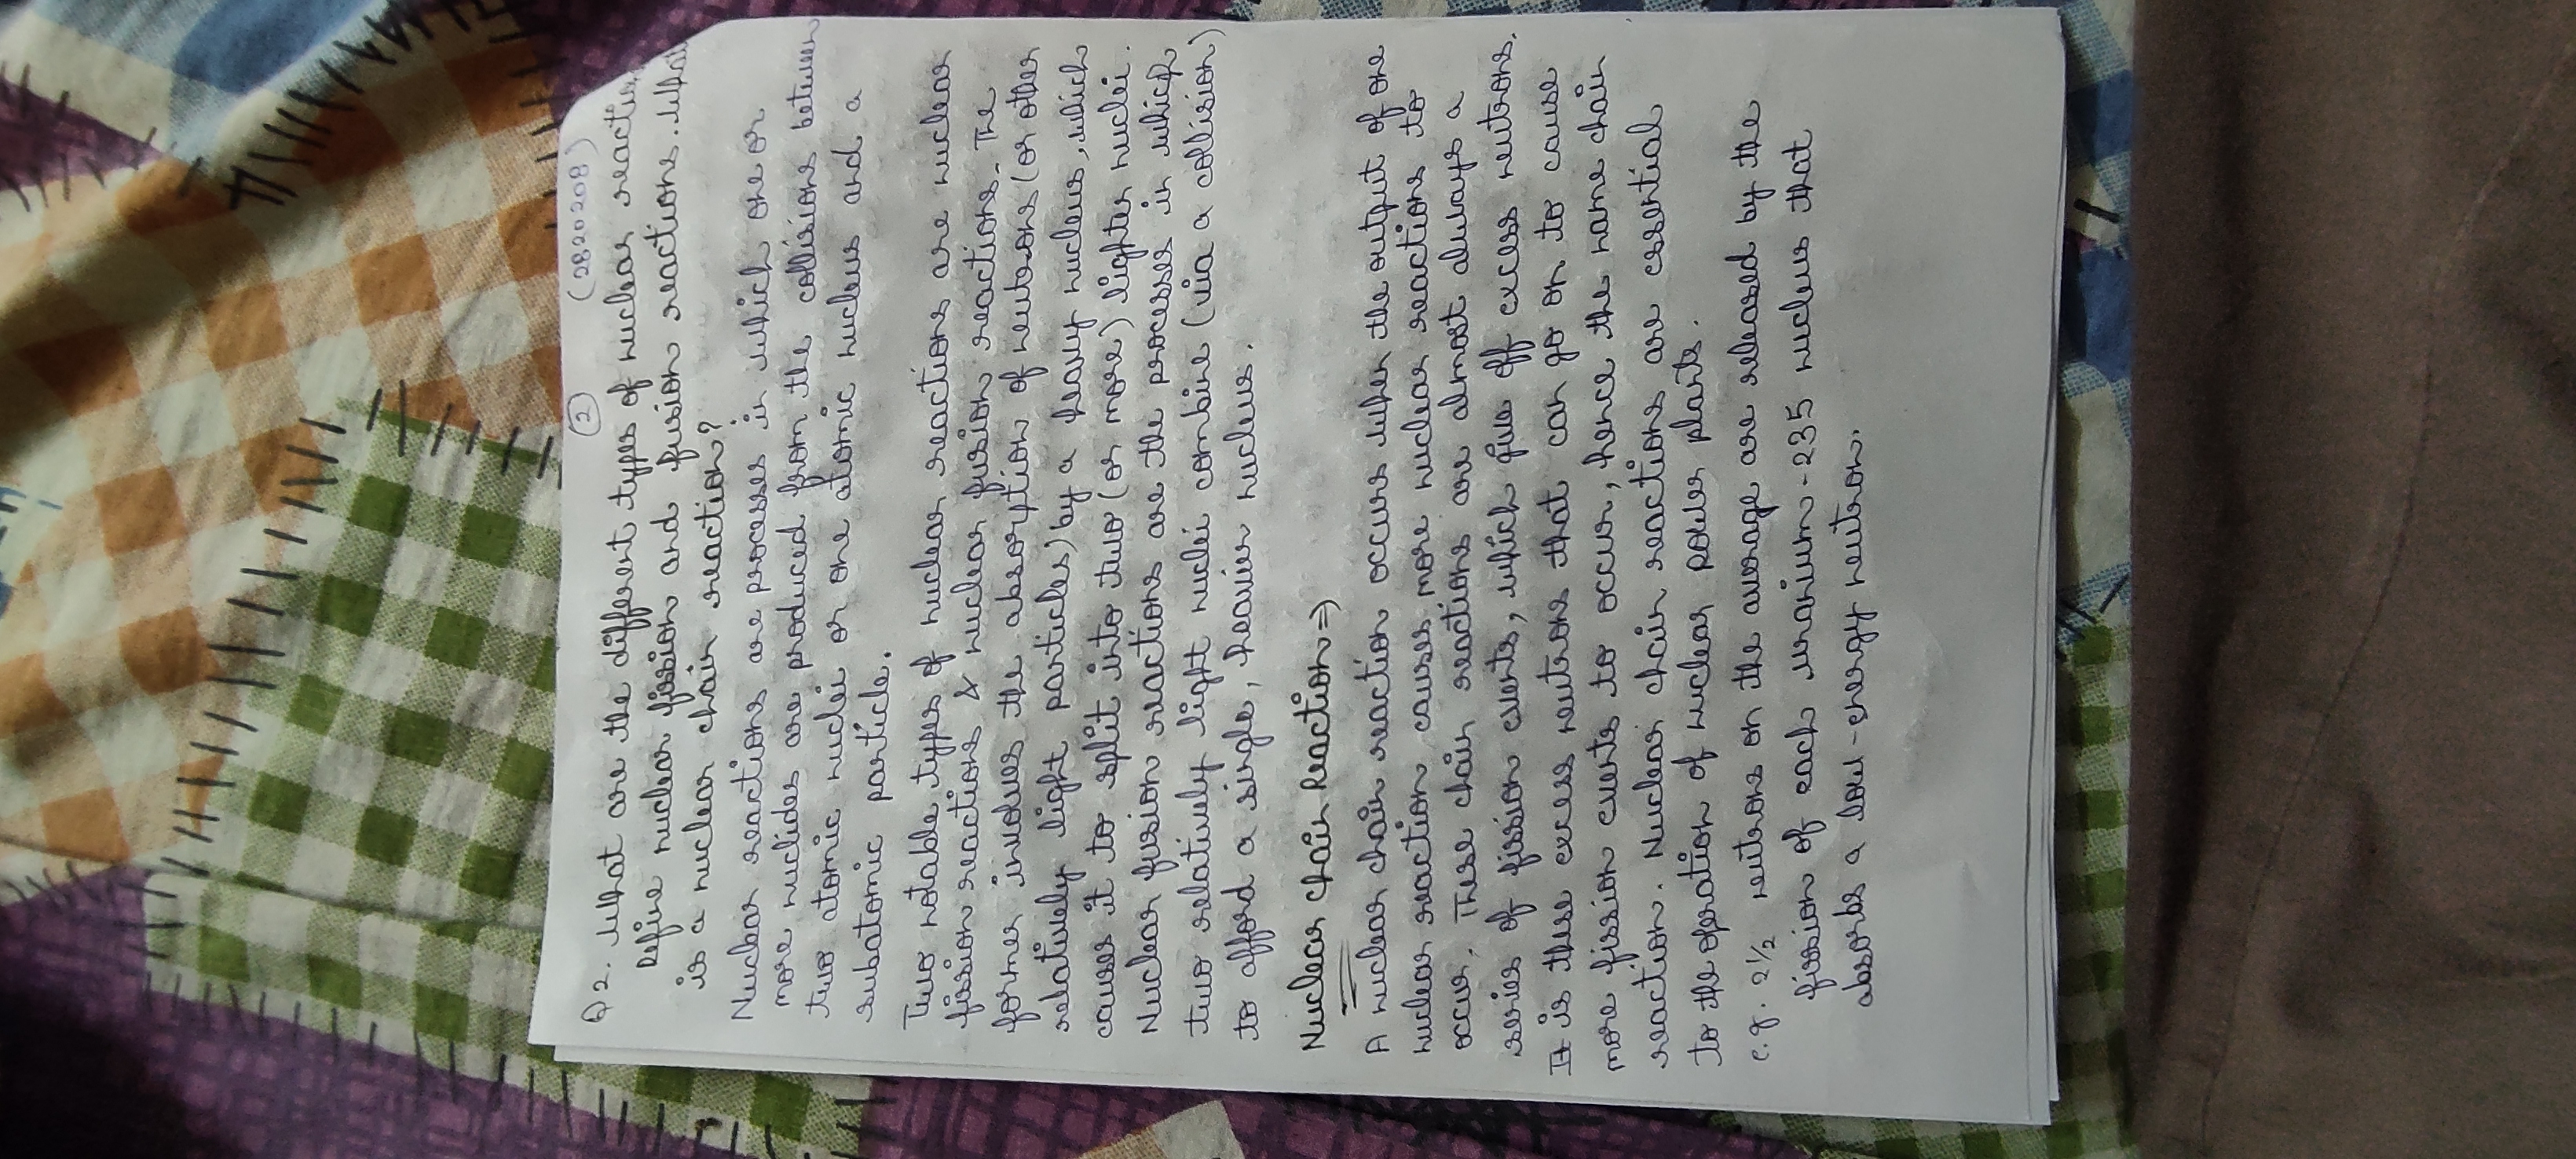 (2) (2820208)
Q2. What are the different types of nuclear reactio
Define nuclear fission and fusion reactions. What
is a nuclear chain reaction?
Nuclear reactions are processes in which one or
more nuclides are produced from the collisions between
two atomic nuclei or one atomic nucleus and a
subatomic particle.
Two notable types of nuclear reactions are nuclear
fission reactions & nuclear fusion reactions. The
former involves the absorption of neutrons (or other
relatively light particles) by a heavy nucleus, which
causes it to split into two (or more) lighter nuclei.
Nuclear fusion reactions are the processes in which
two relatively light nuclei combine (via a collision)
to afford a single, heavier nucleus.
Nuclear chain Reaction ⇒
A nuclear chain reaction occurs when the output of one
nuclear reaction causes more nuclear reactions to
occur. These chain reactions are almost always a
series of fission events, which give off excess neutrons.
It is these excess neutrons that can go on to cause
more fission events to occur, hence the name chain
reaction. Nuclear chain reactions are essential
to the operation of nuclear power plants.
e.g. 2½ neutrons on the average are released by the
fission of each uranium-235 nucleus that
absorbs a low-energy neutron.